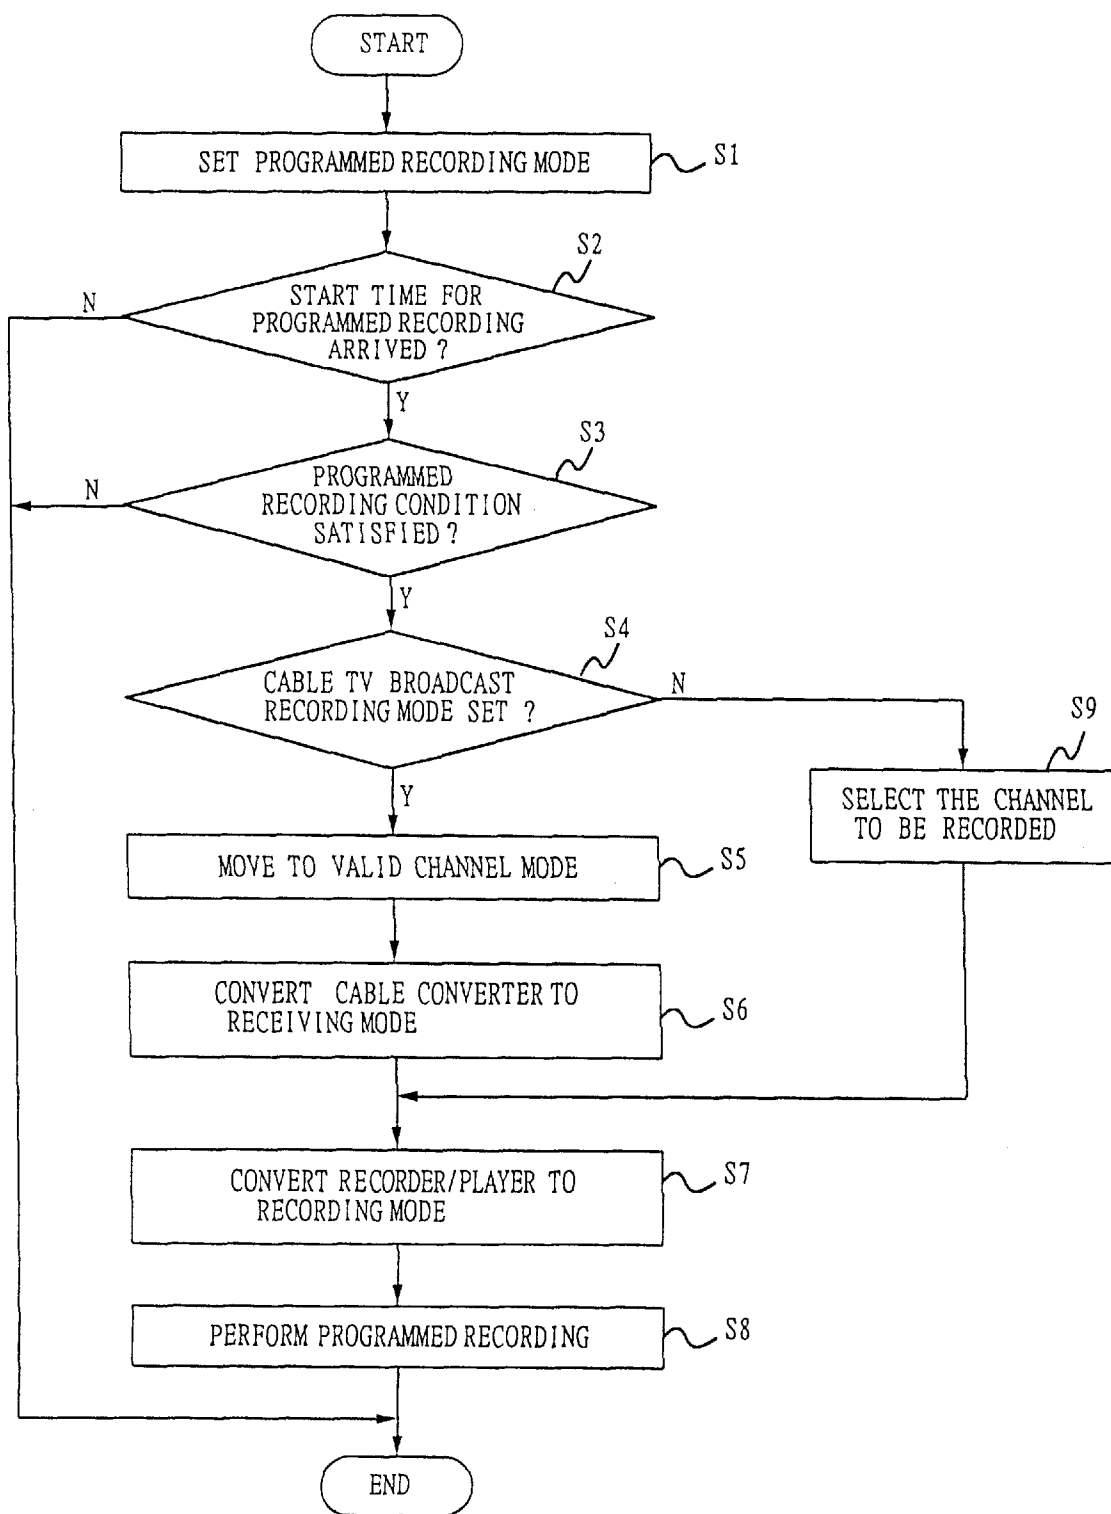 START
SET PROGRAMMED RECORDING MODE
S1
S2
START TIME FOR
PROGRAMMED RECORDING
ARRIVED ?
N
Y
S3
PROGRAMMED
RECORDING CONDITION
SATISFIED ?
N
Y
S4
CABLE TV BROADCAST
RECORDING MODE SET ?
N
Y
S9
SELECT THE CHANNEL
TO BE RECORDED
MOVE TO VALID CHANNEL MODE
S5
CONVERT CABLE CONVERTER TO
RECEIVING MODE
S6
CONVERT RECORDER/PLAYER TO
RECORDING MODE
S7
PERFORM PROGRAMMED RECORDING
S8
END